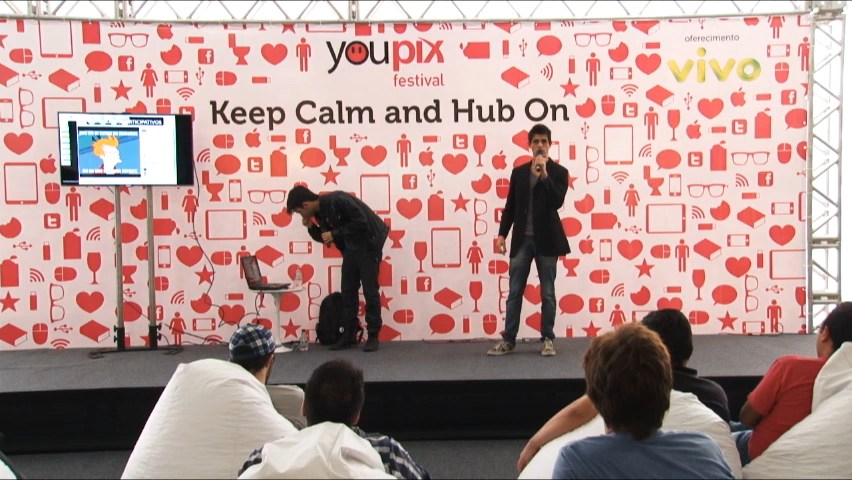 youpix
festival
oferecimento
vivo
Keep Calm and Hub On